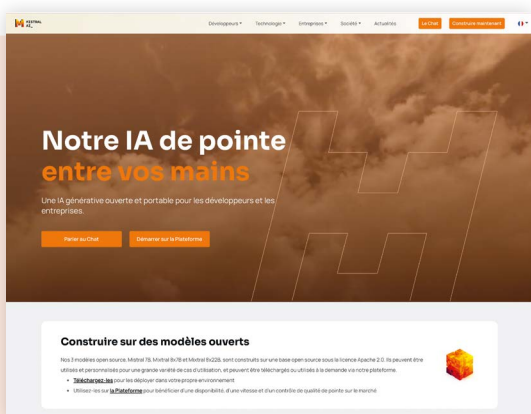 MISTRAL
AI_
Développeurs
Technologie
Entreprises
Société
Actualités
Le Chat
Construire maintenant
Notre IA de pointe
entre vos mains
Une IA générative ouverte et portable pour les développeurs et les
entreprises.
Parler au Chat
Démarrer sur la Plateforme
Construire sur des modèles ouverts
Nos 3 modèles open source, Mistral 7B, Mixtral 8x7B et Mixtral 8x22B, sont construits sur une base open source sous la licence Apache 2.0. Ils peuvent être
utilisés et personnalisés pour une grande variété de cas d'utilisation, et peuvent être téléchargés ou utilisés à la demande via notre plateforme.
Téléchargez-les pour les déployer dans votre propre environnement
Utilisez-les sur la Plateforme pour bénéficier d'une disponibilité, d'une vitesse et d'un contrôle de qualité de pointe sur le marché